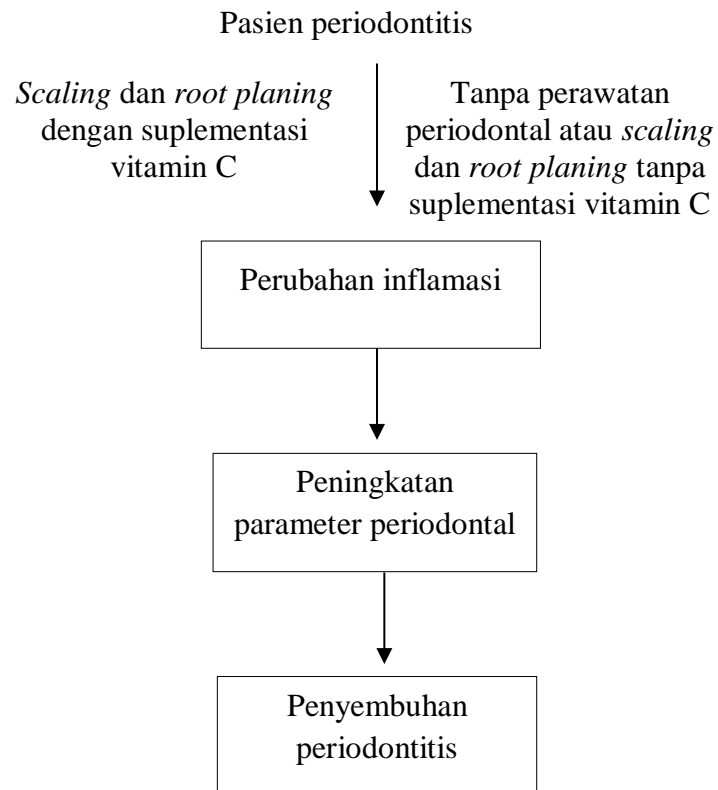 Pasien periodontitis
Scaling dan root planing
dengan suplementasi
vitamin C
Tanpa perawatan
periodontal atau scaling
dan root planing tanpa
suplementasi vitamin C
Perubahan inflamasi
Peningkatan
parameter periodontal
Penyembuhan
periodontitis